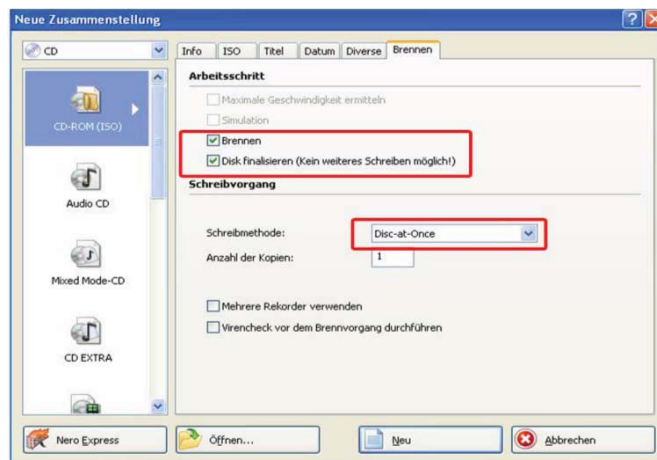 Neue Zusammenstellung
CD
Info ISO Titel Datum Diverse Brennen
Arbeitsschritt
Maximale Geschwindigkeit ermitteln
Simulation
CD-ROM (ISO)
Brennen
Disk finalisieren (Kein weiteres Schreiben möglich!)
Schreibvorgang
Audio CD
Schreibmethode: Disc-at-Once
Anzahl der Kopien: 1
Mixed Mode-CD
Mehrere Rekorder verwenden
Virencheck vor dem Brennvorgang durchführen
CD EXTRA
Nero Express Öffnen... Neu Abbrechen